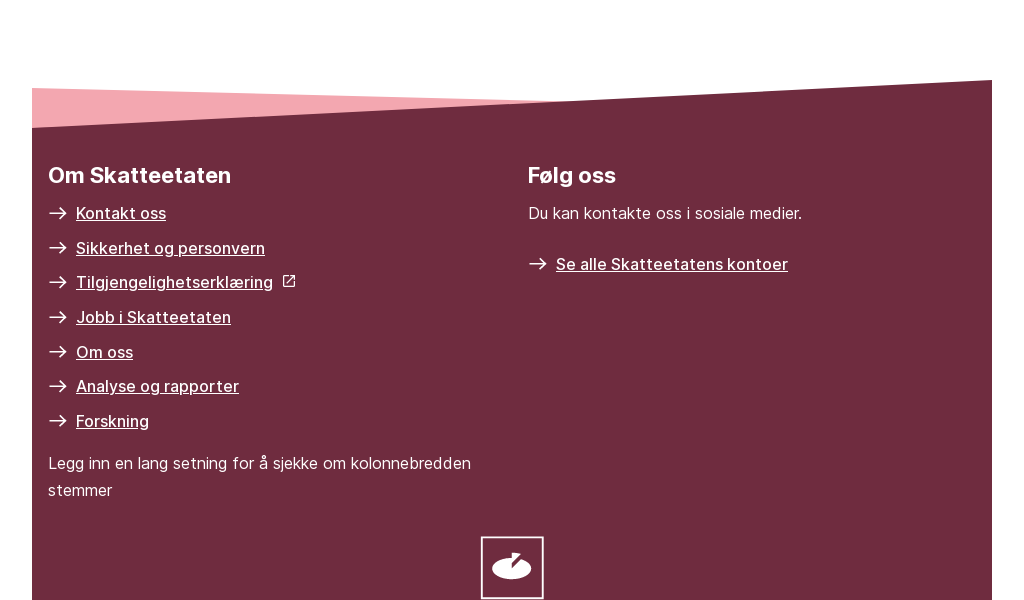 Om Skatteetaten
Kontakt oss
Sikkerhet og personvern
Tilgjengelighetserklæring
Jobb i Skatteetaten
Om oss
Analyse og rapporter
Forskning
Legg inn en lang setning for å sjekke om kolonnebredden
stemmer
Følg oss
Du kan kontakte oss i sosiale medier.
Se alle Skatteetatens kontoer